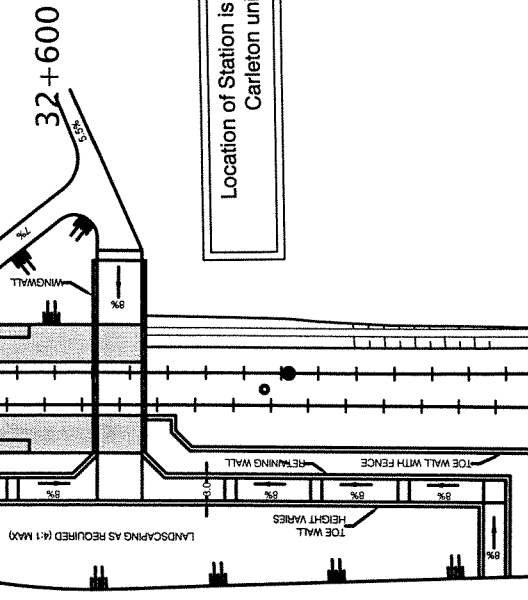 32+600
5.5%
7%
Location of Station is
Carleton uni
WINGWALL
8%
RETAINING WALL
TOE WALL WITH FENCE
8%
3.0
8%
8%
8%
TOE WALL
HEIGHT VARIES
LANDSCAPING AS REQUIRED (4:1 MAX)
8%